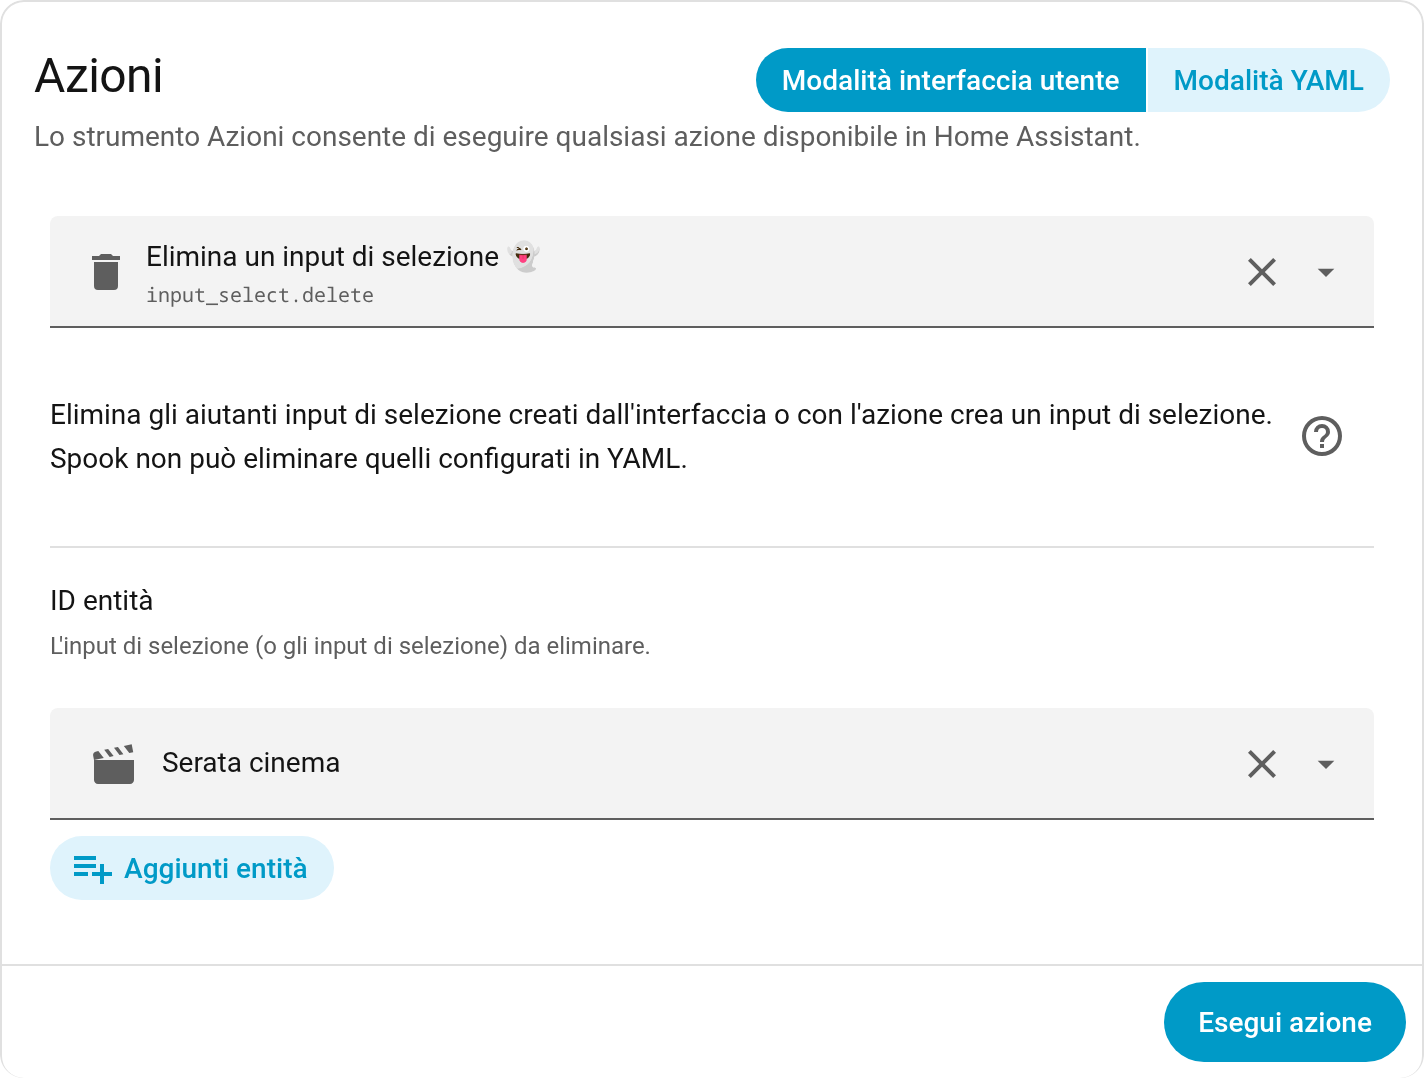 Azioni
Modalità interfaccia utente
Modalità YAML
Lo strumento Azioni consente di eseguire qualsiasi azione disponibile in Home Assistant.
Elimina un input di selezione 👻
input_select.delete
Elimina gli aiutanti input di selezione creati dall'interfaccia o con l'azione crea un input di selezione.
Spook non può eliminare quelli configurati in YAML.
ID entità
L'input di selezione (o gli input di selezione) da eliminare.
Serata cinema
Aggiunti entità
Esegui azione